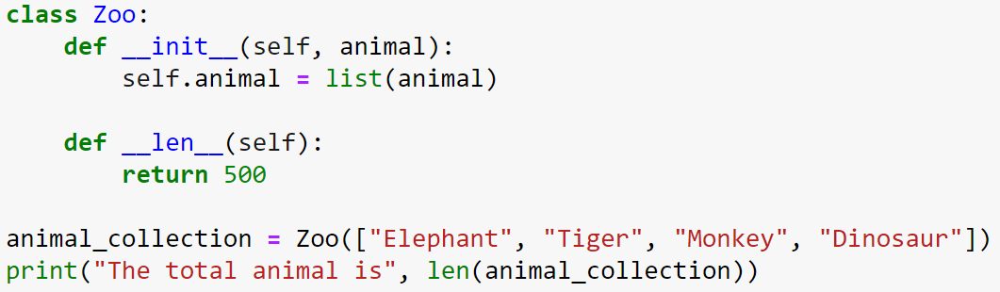 class Zoo:
    def __init__(self, animal):
        self.animal = list(animal)
    def __len__(self):
        return 500
animal_collection = Zoo(["Elephant", "Tiger", "Monkey", "Dinosaur"])
print("The total animal is", len(animal_collection))